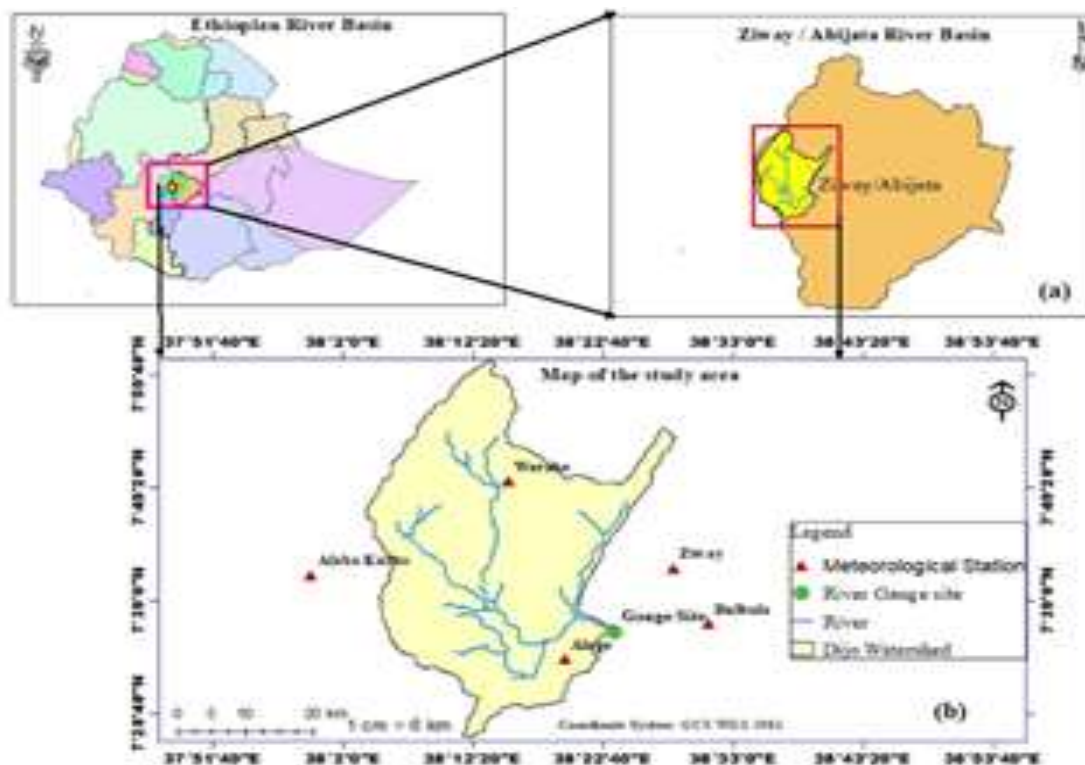 Ethiopian River Basin
Ziway / Abijata River Basin
N
Ziway/Abijata
(a)
37°51'40"E 38°2'0"E 38°12'20"E 38°22'40"E 38°33'0"E 38°43'20"E 38°53'40"E
Map of the study area
N
Ziway
Gauge Site
Bulbula
Legend
Meteorological Station
River Gauge site
River
Watershed
0 5 10 20 km
1 cm = 6 km
Coordinate System: GCS WGS 1984
(b)
37°51'40"E 38°2'0"E 38°12'20"E 38°22'40"E 38°33'0"E 38°43'20"E 38°53'40"E